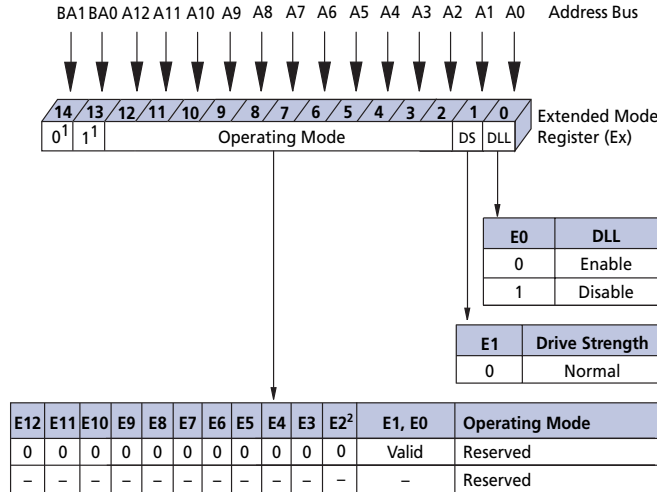 BA1 BA0 A12 A11 A10 A9 A8 A7 A6 A5 A4 A3 A2 A1 A0 Address Bus
14 13 12 11 10 9 8 7 6 5 4 3 2 1 0
Extended Mode
Register (Ex)
0¹ 1¹ Operating Mode DS DLL
E0 DLL
0 Enable
1 Disable
E1 Drive Strength
0 Normal
E12 E11 E10 E9 E8 E7 E6 E5 E4 E3 E2² E1, E0 Operating Mode
0 0 0 0 0 0 0 0 0 0 0 Valid Reserved
– – – – – – – – – – – – Reserved